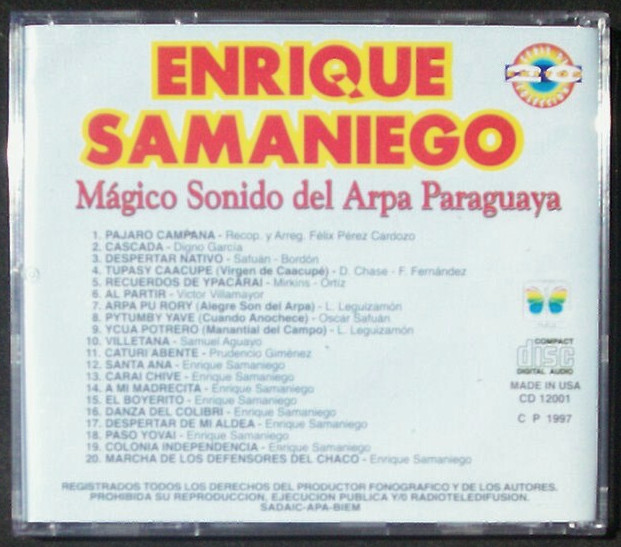 ENRIQUE
SAMANIEGO
20
COLECCION
Mágico Sonido del Arpa Paraguaya
1. PAJARO CAMPANA - Recop. y Arreg. Félix Pérez Cardozo
2. CASCADA - Digno García
3. DESPERTAR NATIVO - Safuán - Bordón
4. TUPASY CAACUPE (Virgen de Caacupé) - D. Chase - F. Fernández
5. RECUERDOS DE YPACARAI - Mirkins - Ortiz
6. AL PARTIR - Victor Villamayor
7. ARPA PU RORY (Alegre Son del Arpa) - L. Leguizamón
8. PYTUMBY YAVE (Cuando Anochece) - Oscar Safuán
9. YCUA POTRERO (Manantial del Campo) - L. Leguizamón
10. VILLETANA - Samuel Aguayo
11. CATURI ABENTE - Prudencio Giménez
12. SANTA ANA - Enrique Samaniego
13. CARAI CHIVE - Enrique Samaniego
14. A MI MADRECITA - Enrique Samaniego
15. EL BOYERITO - Enrique Samaniego
16. DANZA DEL COLIBRI - Enrique Samaniego
17. DESPERTAR DE MI ALDEA - Enrique Samaniego
18. PASO YOVAI - Enrique Samaniego
19. COLONIA INDEPENDENCIA - Enrique Samaniego
20. MARCHA DE LOS DEFENSORES DEL CHACO - Enrique Samaniego
COMPACT
disc
DIGITAL AUDIO
MADE IN USA
CD 12001
C P 1997
REGISTRADOS TODOS LOS DERECHOS DEL PRODUCTOR FONOGRAFICO Y DE LOS AUTORES.
PROHIBIDA SU REPRODUCCION, EJECUCION PUBLICA Y/0 RADIOTELEDIFUSION.
SADAIC-APA-BIEM